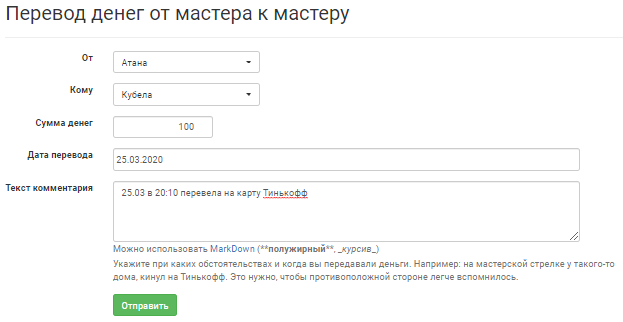 Перевод денег от мастера к мастеру
От Атана
Кому Кубела
Сумма денег 100
Дата перевода 25.03.2020
Текст комментария 25.03 в 20:10 перевела на карту Тинькофф
Можно использовать MarkDown (**полужирный**, _курсив_)
Укажите при каких обстоятельствах и когда вы передавали деньги. Например: на мастерской стрелке у такого-то
дома, кинул на Тинькофф. Это нужно, чтобы противоположной стороне легче вспомнилось.
Отправить